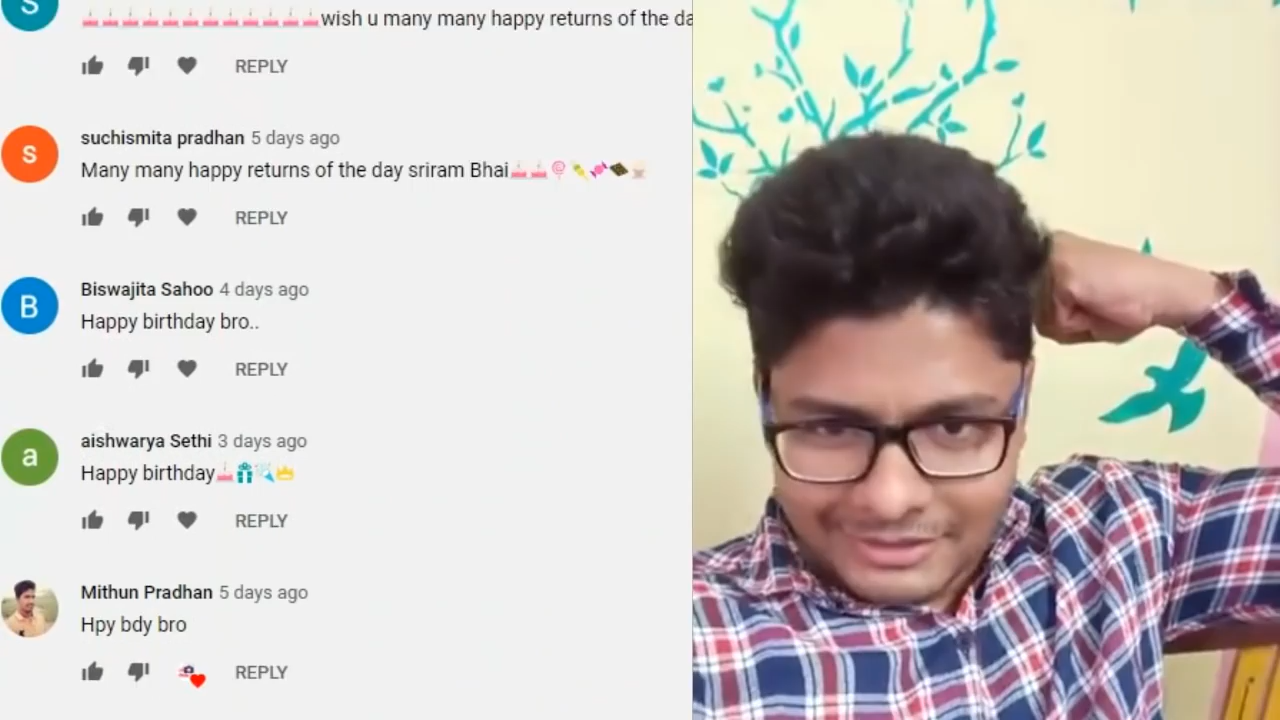 S
🎂🎂🎂🎂🎂🎂🎂🎂🎂🎂🎂🎂wish u many many happy returns of the da
REPLY
s
suchismita pradhan 5 days ago
Many many happy returns of the day sriram Bhai🎂🎂🍭🍾🍬🍫🎅🏻
REPLY
B
Biswajita Sahoo 4 days ago
Happy birthday bro..
REPLY
a
aishwarya Sethi 3 days ago
Happy birthday🎂🎁🎉👑
REPLY
Mithun Pradhan 5 days ago
Hpy bdy bro
REPLY